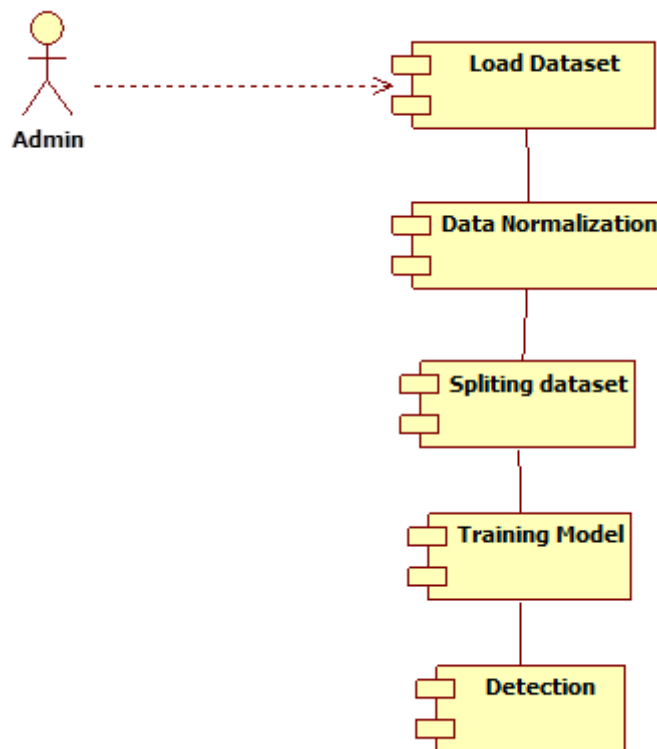 Load Dataset
Admin
Data Normalization
Spliting dataset
Training Model
Detection